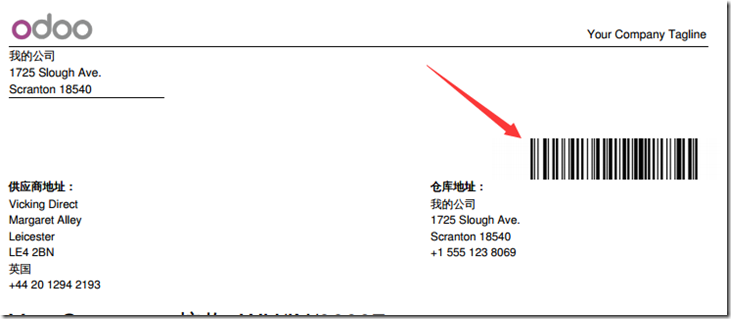 odoo
Your Company Tagline
我的公司
1725 Slough Ave.
Scranton 18540
供应商地址：
Vicking Direct
Margaret Alley
Leicester
LE4 2BN
英国
+44 20 1294 2193
仓库地址：
我的公司
1725 Slough Ave.
Scranton 18540
+1 555 123 8069